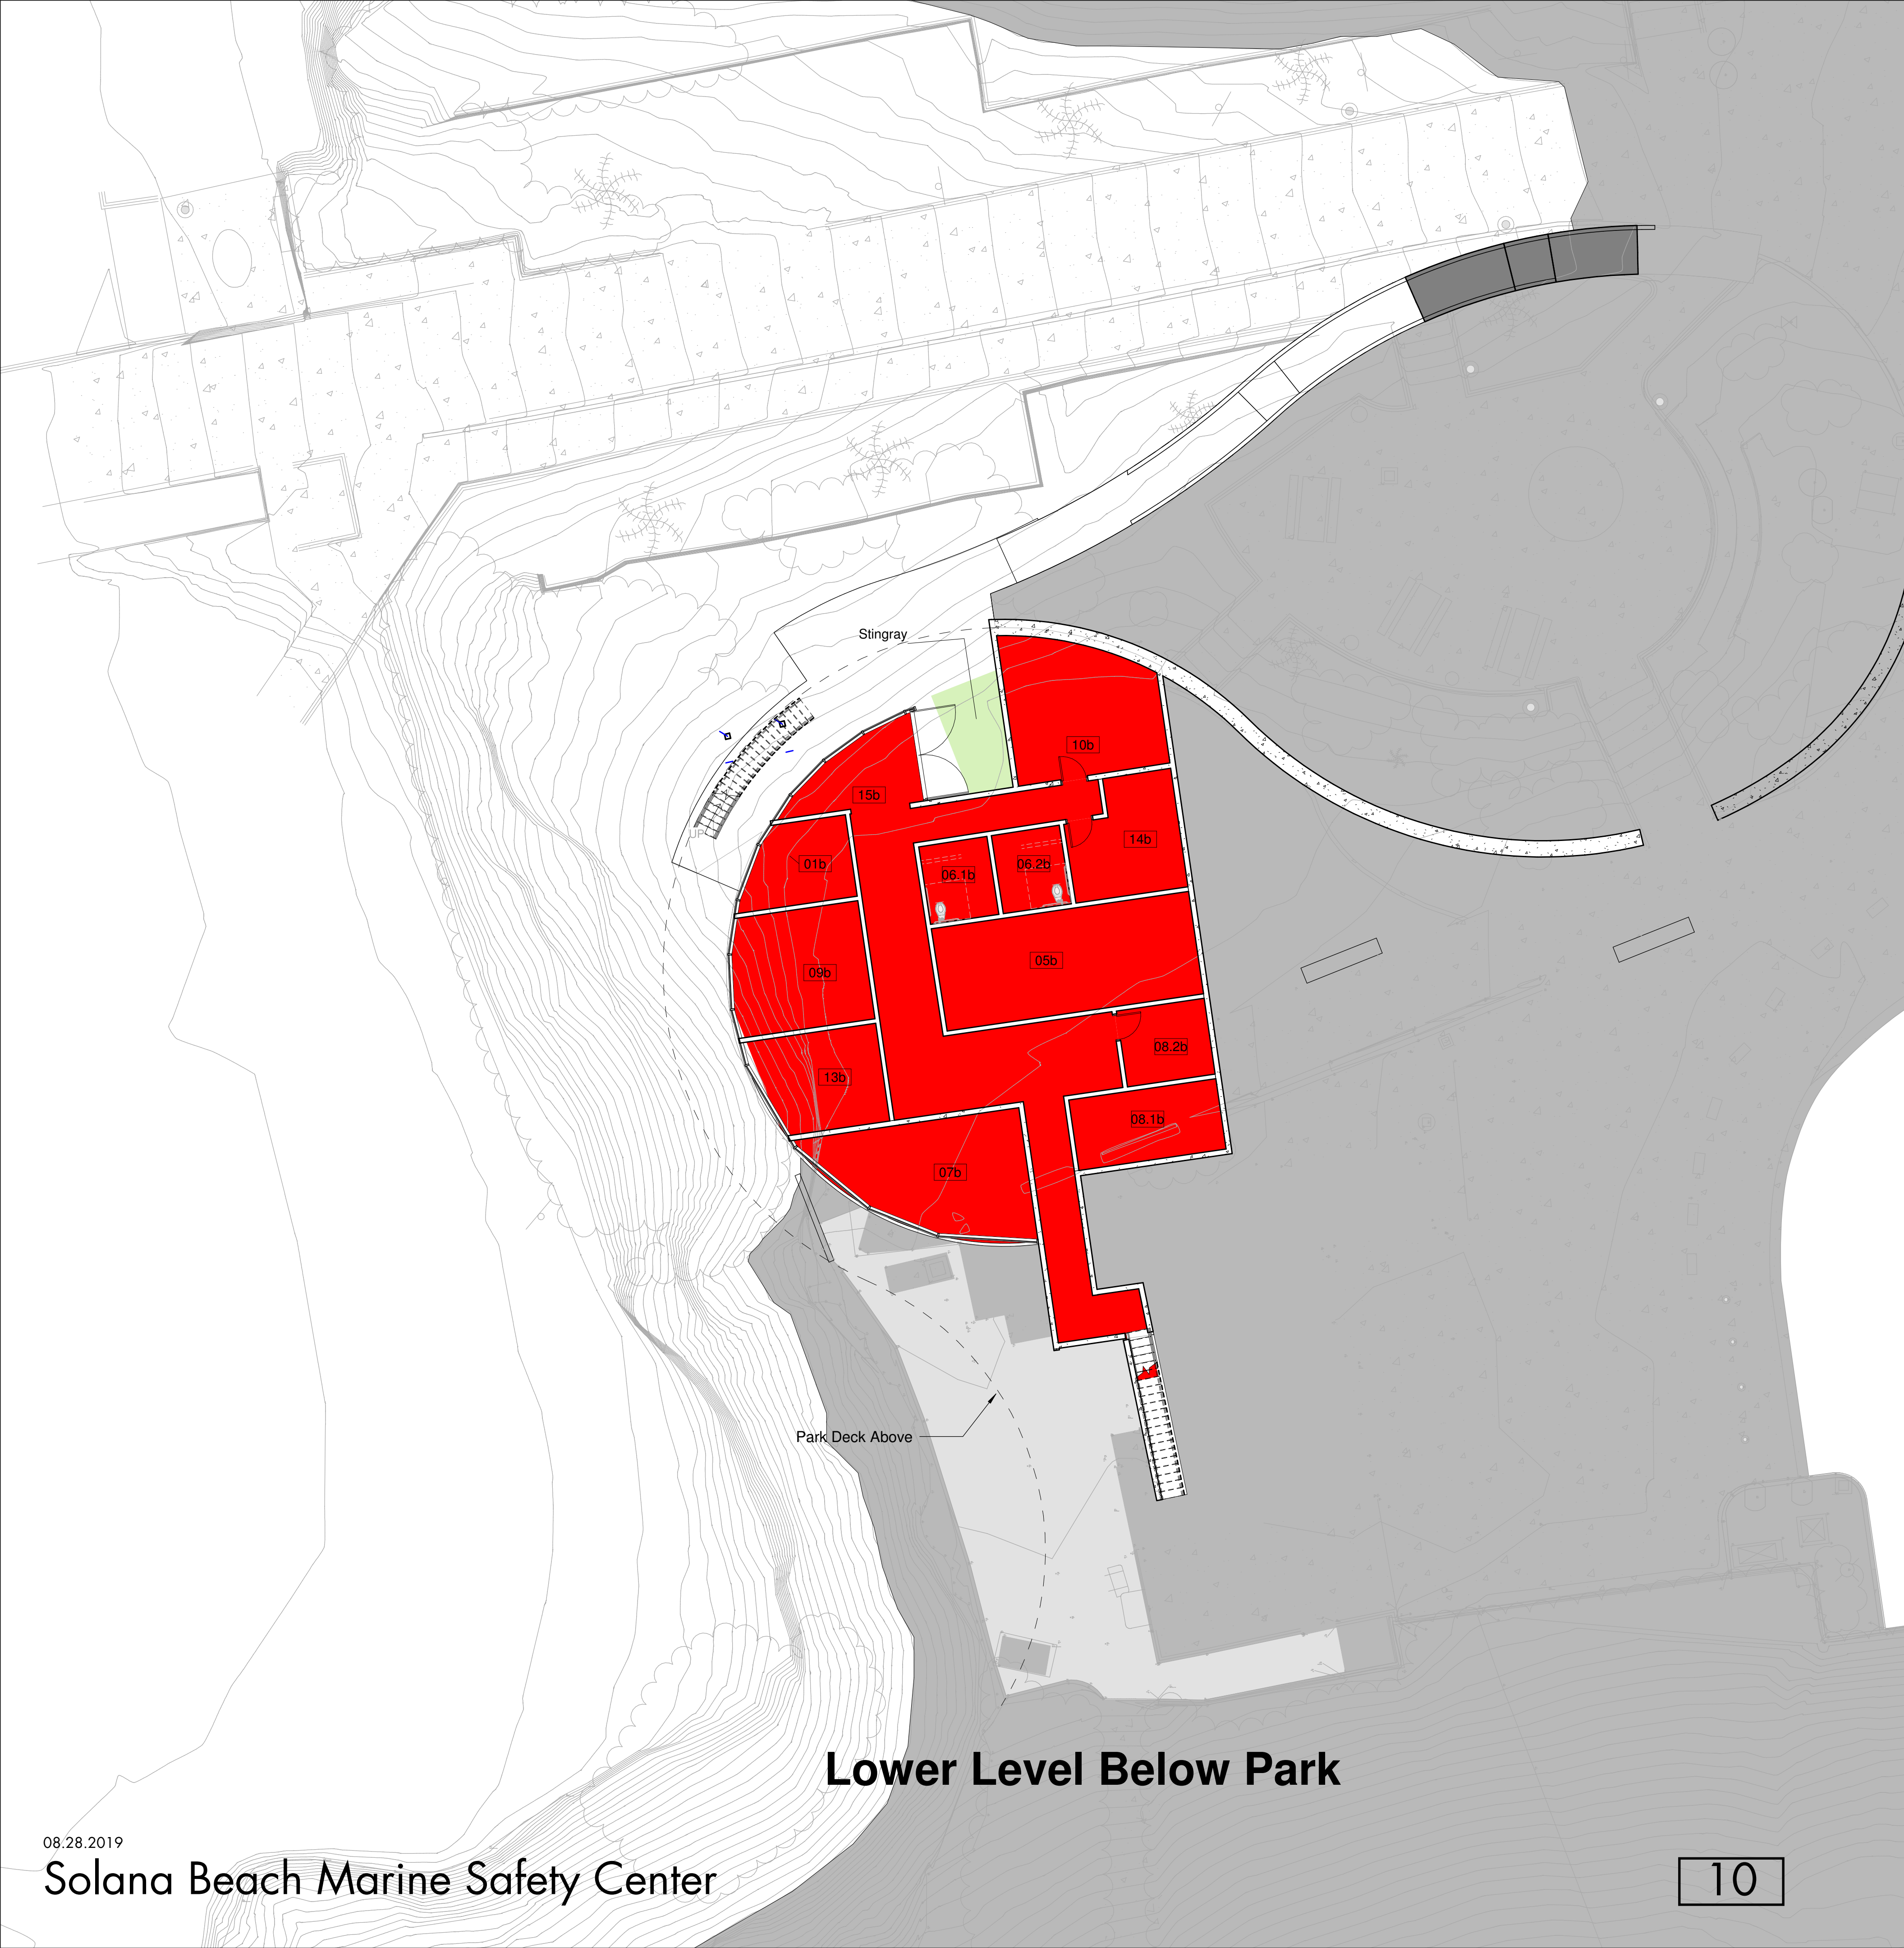 Stingray
10b
15b
UP
14b
01b
06.2b
06.1b
05b
09b
08.2b
13b
08.1b
07b
Park Deck Above
Lower Level Below Park
08.28.2019
Solana Beach Marine Safety Center
10